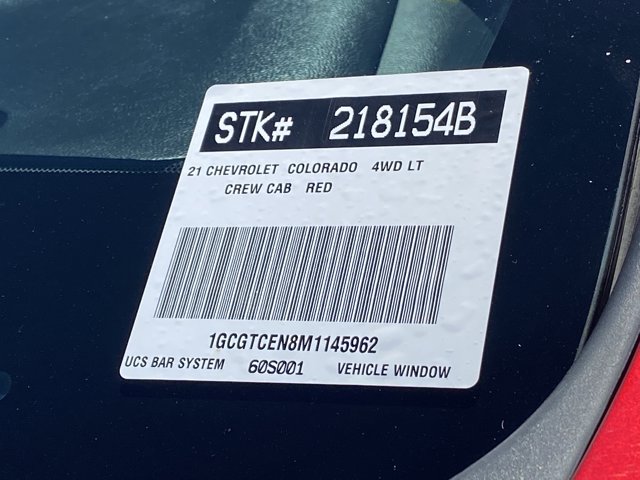 STK# 218154B
21 CHEVROLET COLORADO 4WD LT
CREW CAB RED
1GCGTCEN8M1145962
UCS BAR SYSTEM 60S001 VEHICLE WINDOW